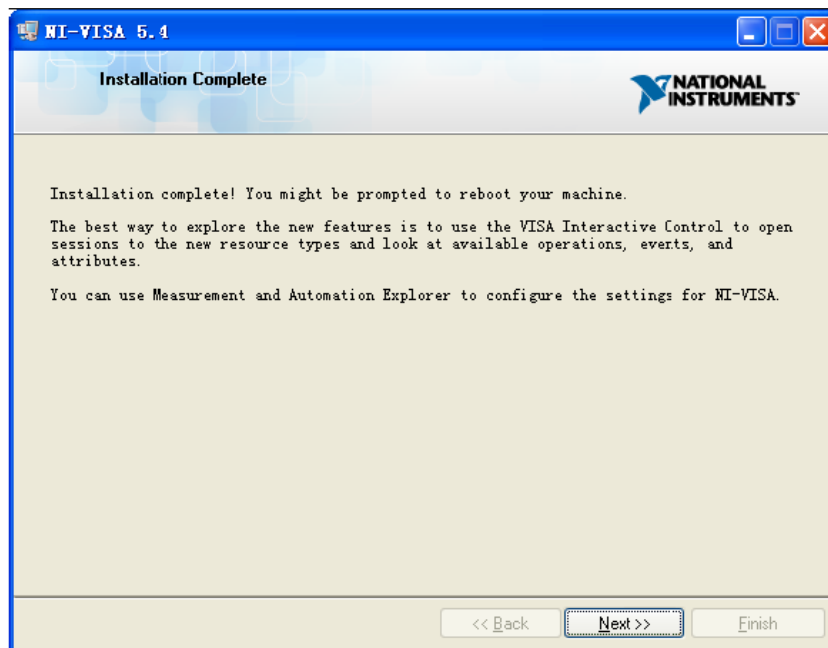 NI-VISA 5.4
Installation Complete
NATIONAL
INSTRUMENTS™
Installation complete! You might be prompted to reboot your machine.
The best way to explore the new features is to use the VISA Interactive Control to open
sessions to the new resource types and look at available operations, events, and
attributes.
You can use Measurement and Automation Explorer to configure the settings for NI-VISA.
<< Back
Next >>
Finish